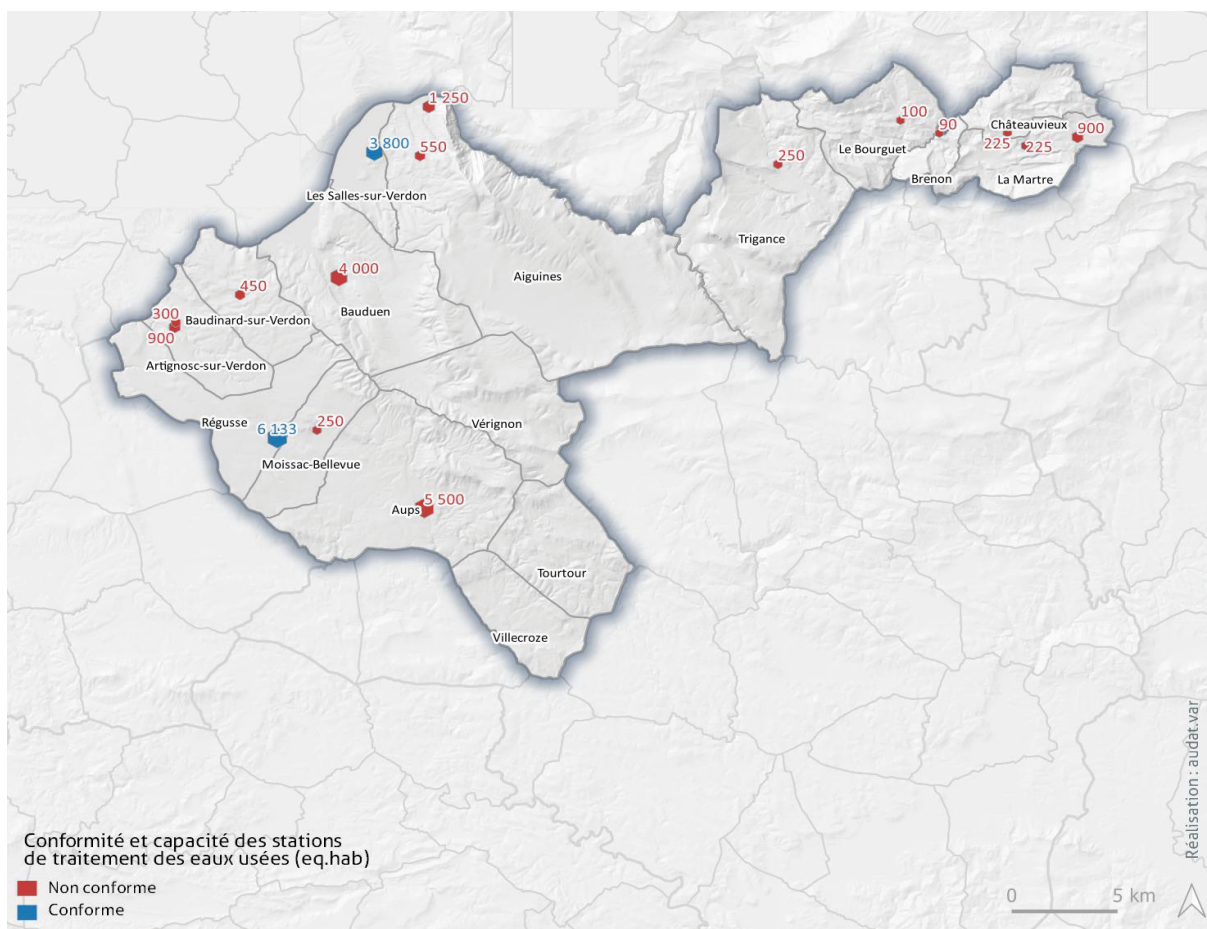 1 250
3 800
550
Les Salles-sur-Verdon
100
90
Châteauvieux
900
225
225
Le Bourguet
250
Brenon
La Martre
Trigance
Aiguines
4 000
450
Bauduen
300
Baudinard-sur-Verdon
900
Artignosc-sur-Verdon
Régusse
6 133
250
Vérignon
Moissac-Bellevue
5 500
Aups
Tourtour
Villecroze
Conformité et capacité des stations
de traitement des eaux usées (eq.hab)
Non conforme
Conforme
0 5 km
Réalisation : audat.var